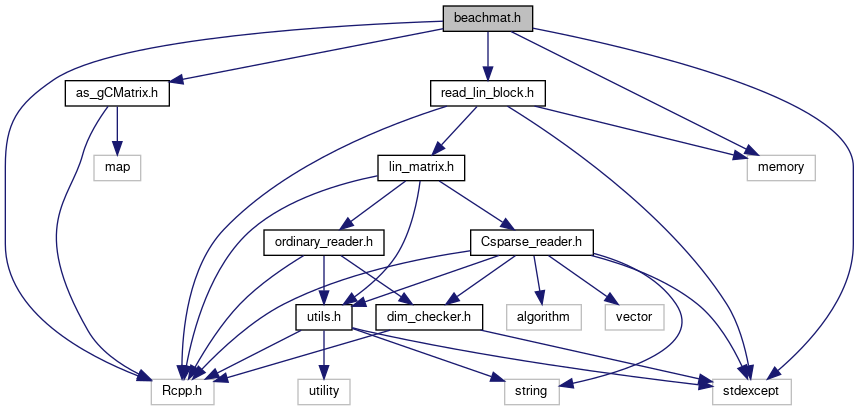 beachmat.h
as_gCMatrix.h
read_lin_block.h
map
lin_matrix.h
memory
ordinary_reader.h
Csparse_reader.h
utils.h
dim_checker.h
algorithm
vector
Rcpp.h
utility
string
stdexcept